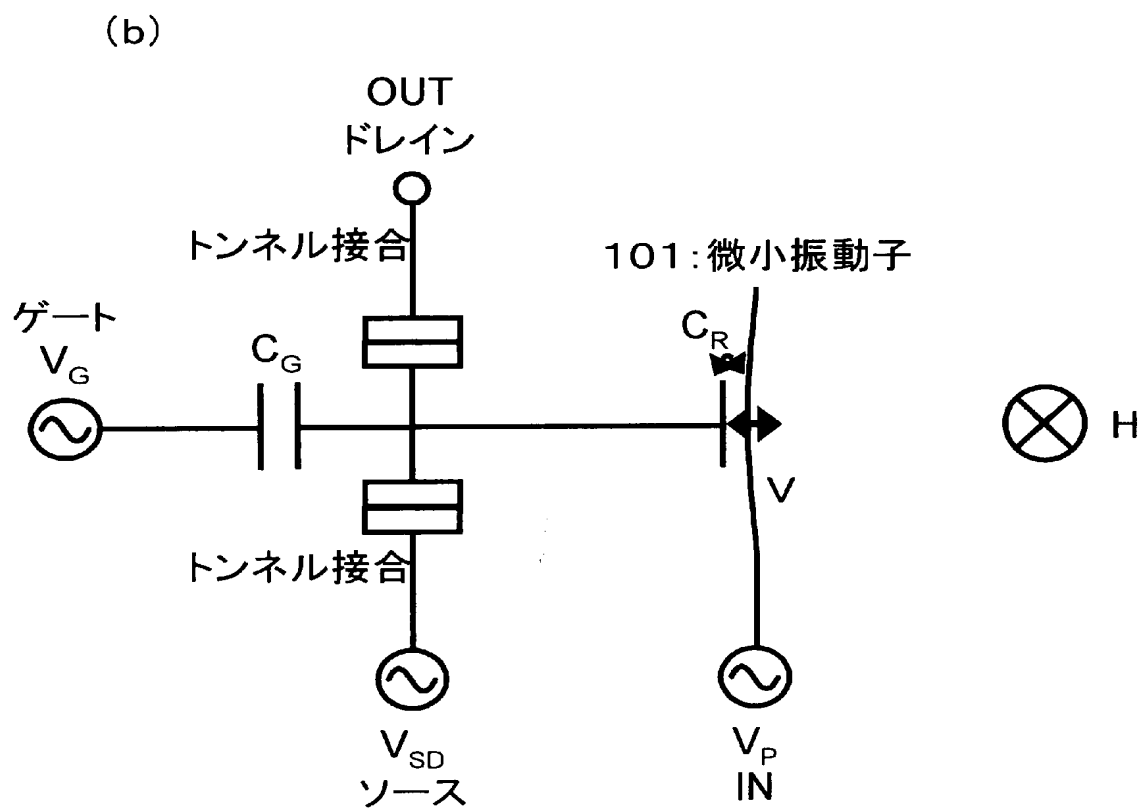 (b)
OUT
ドレイン
トンネル接合
101:微小振動子
ゲート
V_G
C_G
C_R
H
V
トンネル接合
V_SD
ソース
V_P
IN